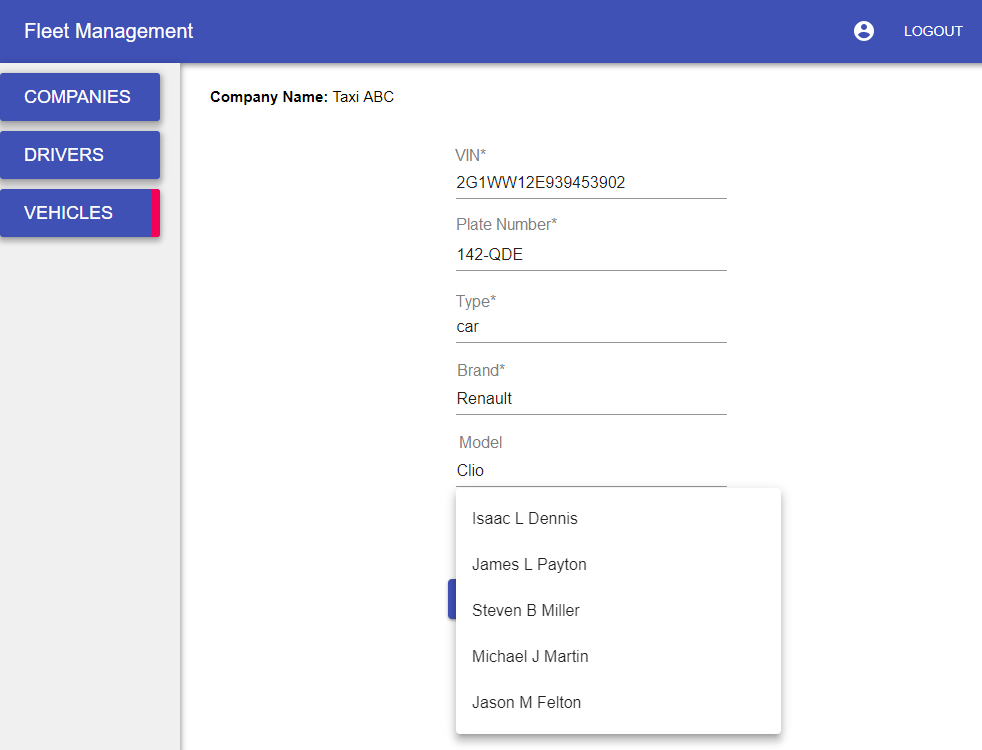 Fleet Management
LOGOUT
COMPANIES
DRIVERS
VEHICLES
Company Name: Taxi ABC
VIN*
2G1WW12E939453902
Plate Number*
142-QDE
Type*
car
Brand*
Renault
Model
Clio
Isaac L Dennis
James L Payton
Steven B Miller
Michael J Martin
Jason M Felton